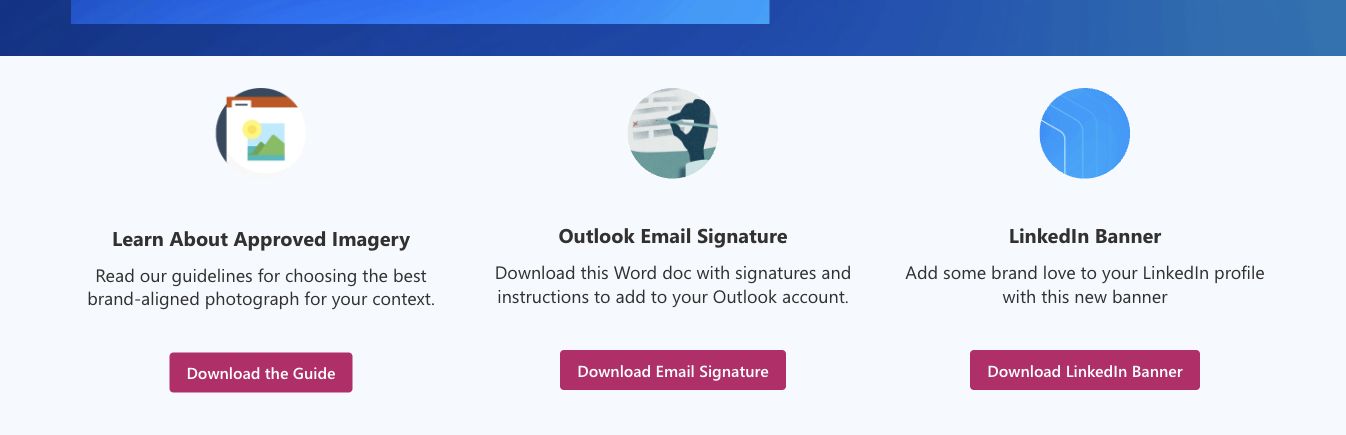 Learn About Approved Imagery
Read our guidelines for choosing the best
brand-aligned photograph for your context.
Download the Guide
Outlook Email Signature
Download this Word doc with signatures and
instructions to add to your Outlook account.
Download Email Signature
LinkedIn Banner
Add some brand love to your LinkedIn profile
with this new banner
Download LinkedIn Banner